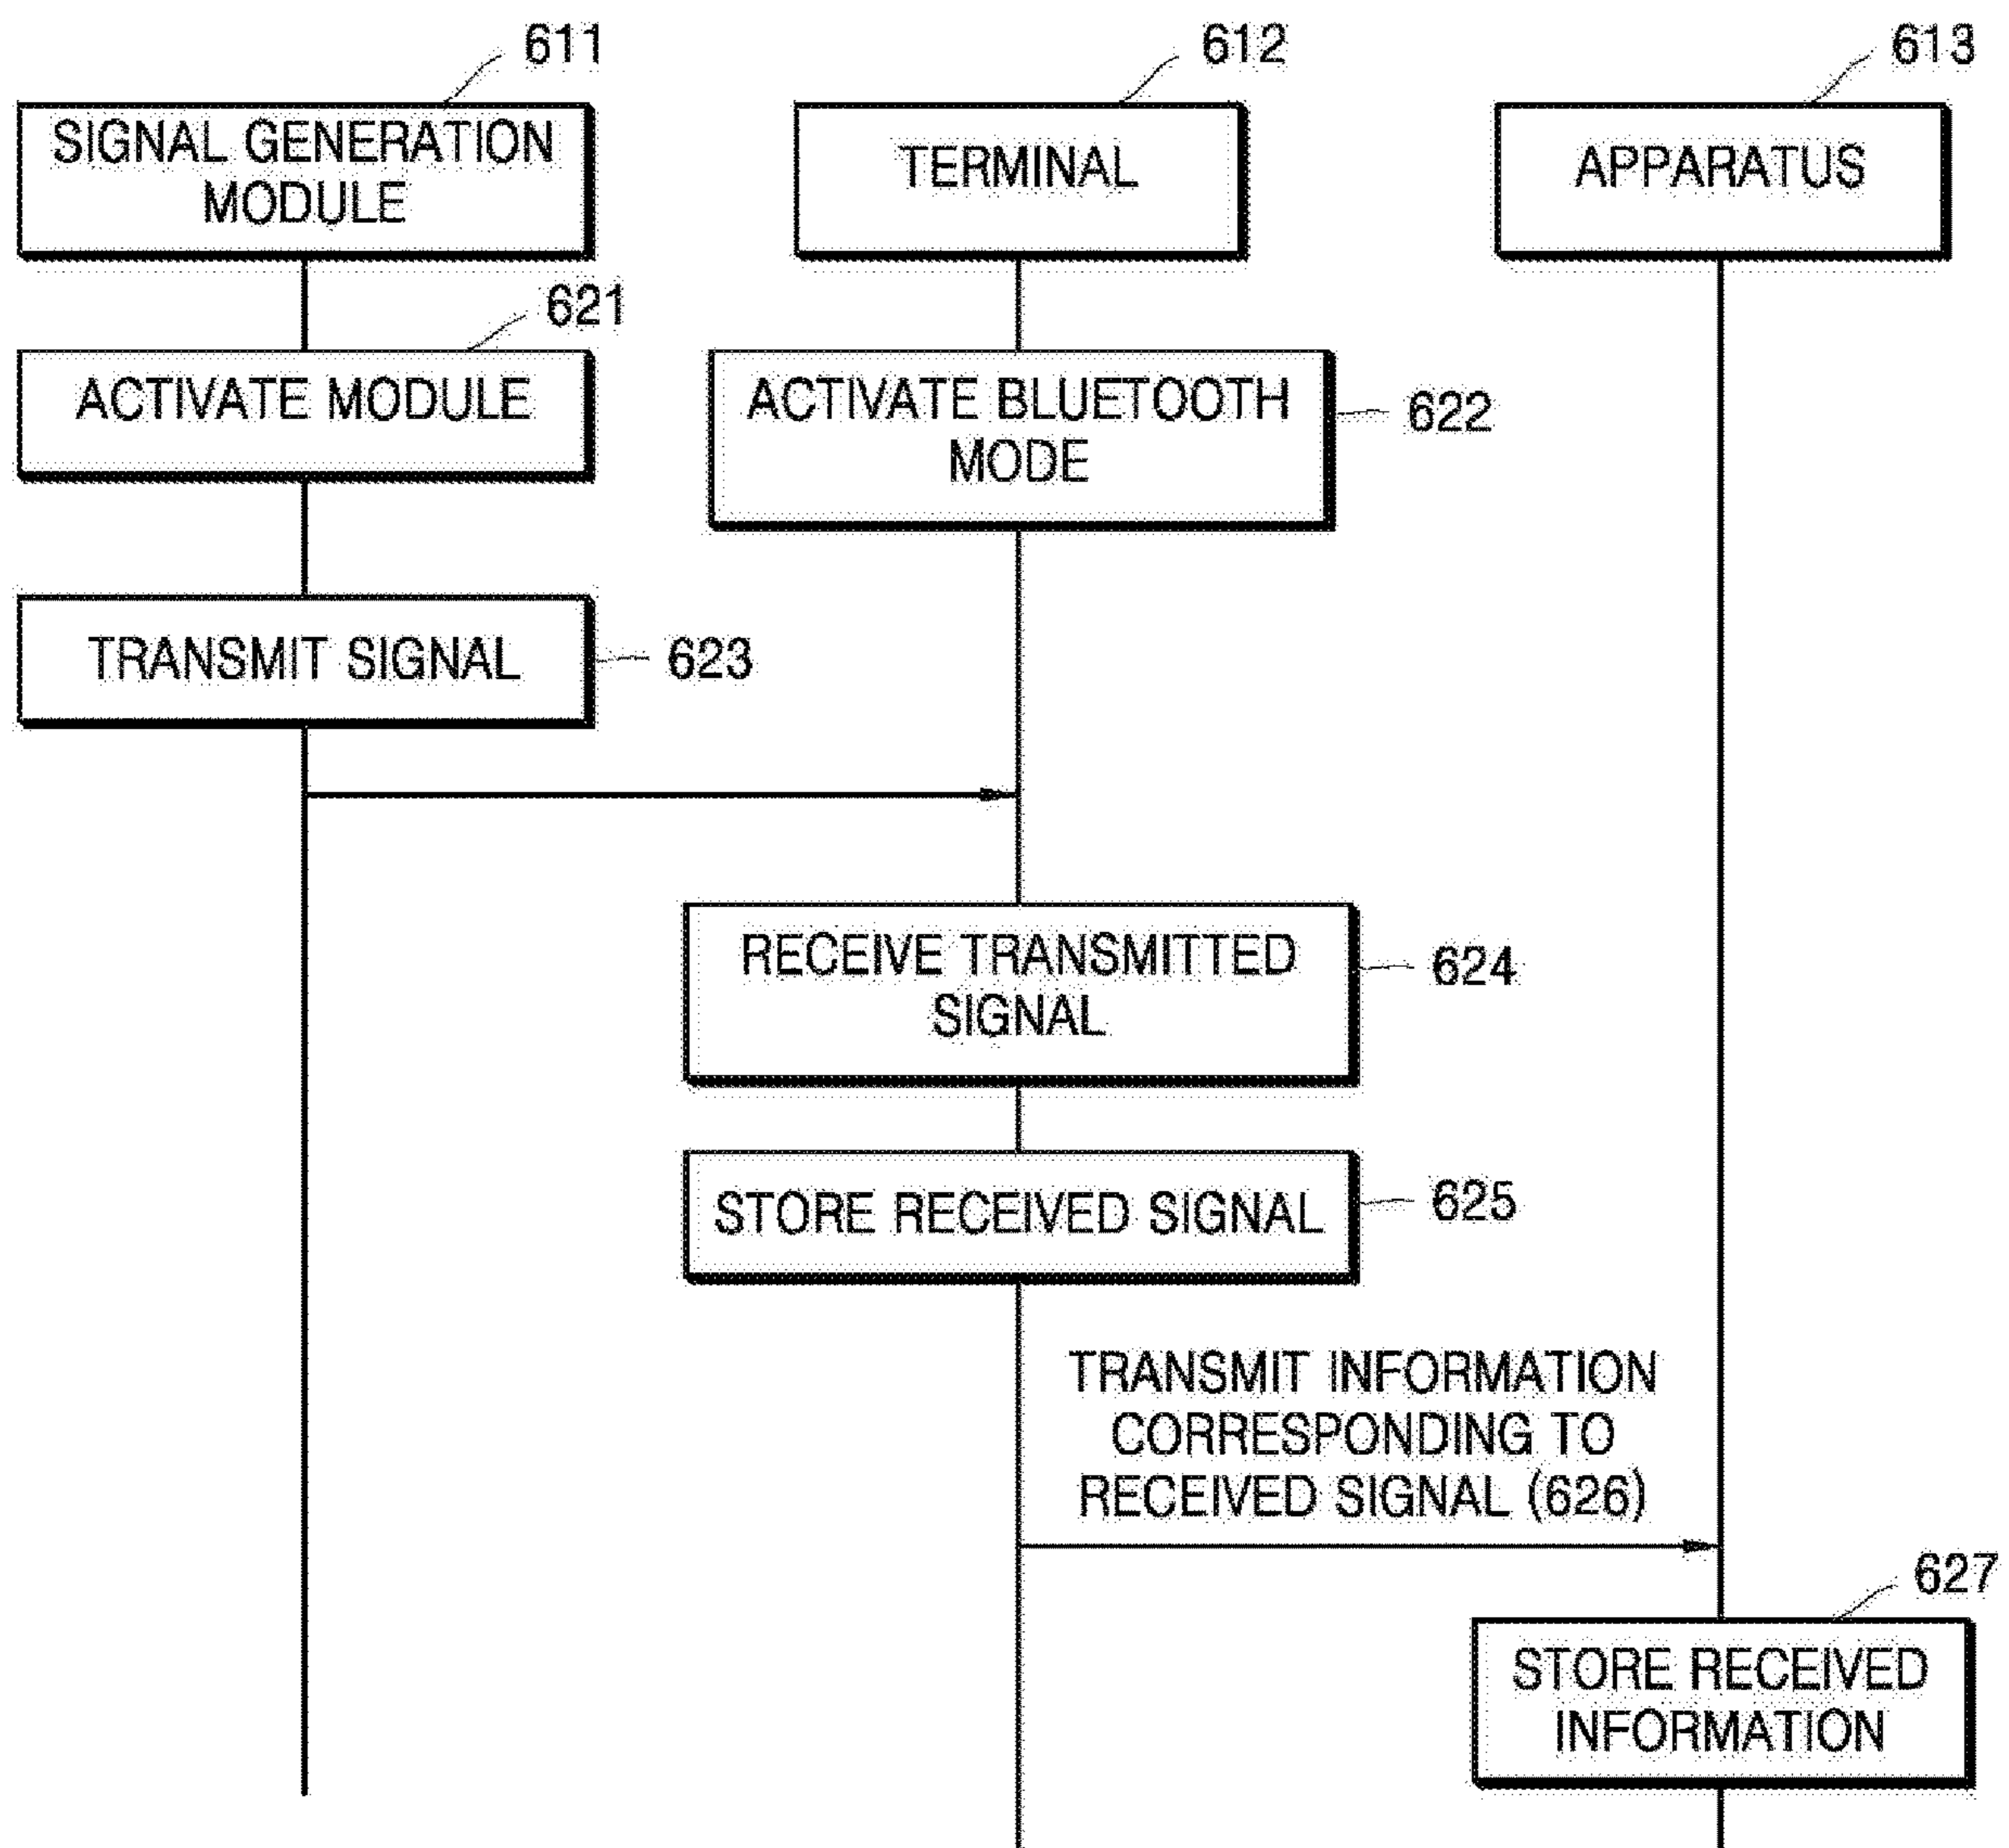 611
612
613
SIGNAL GENERATION
MODULE
TERMINAL
APPARATUS
621
ACTIVATE MODULE
ACTIVATE BLUETOOTH
MODE
622
TRANSMIT SIGNAL
623
RECEIVE TRANSMITTED
SIGNAL
624
STORE RECEIVED SIGNAL
625
TRANSMIT INFORMATION
CORRESPONDING TO
RECEIVED SIGNAL (626)
627
STORE RECEIVED
INFORMATION